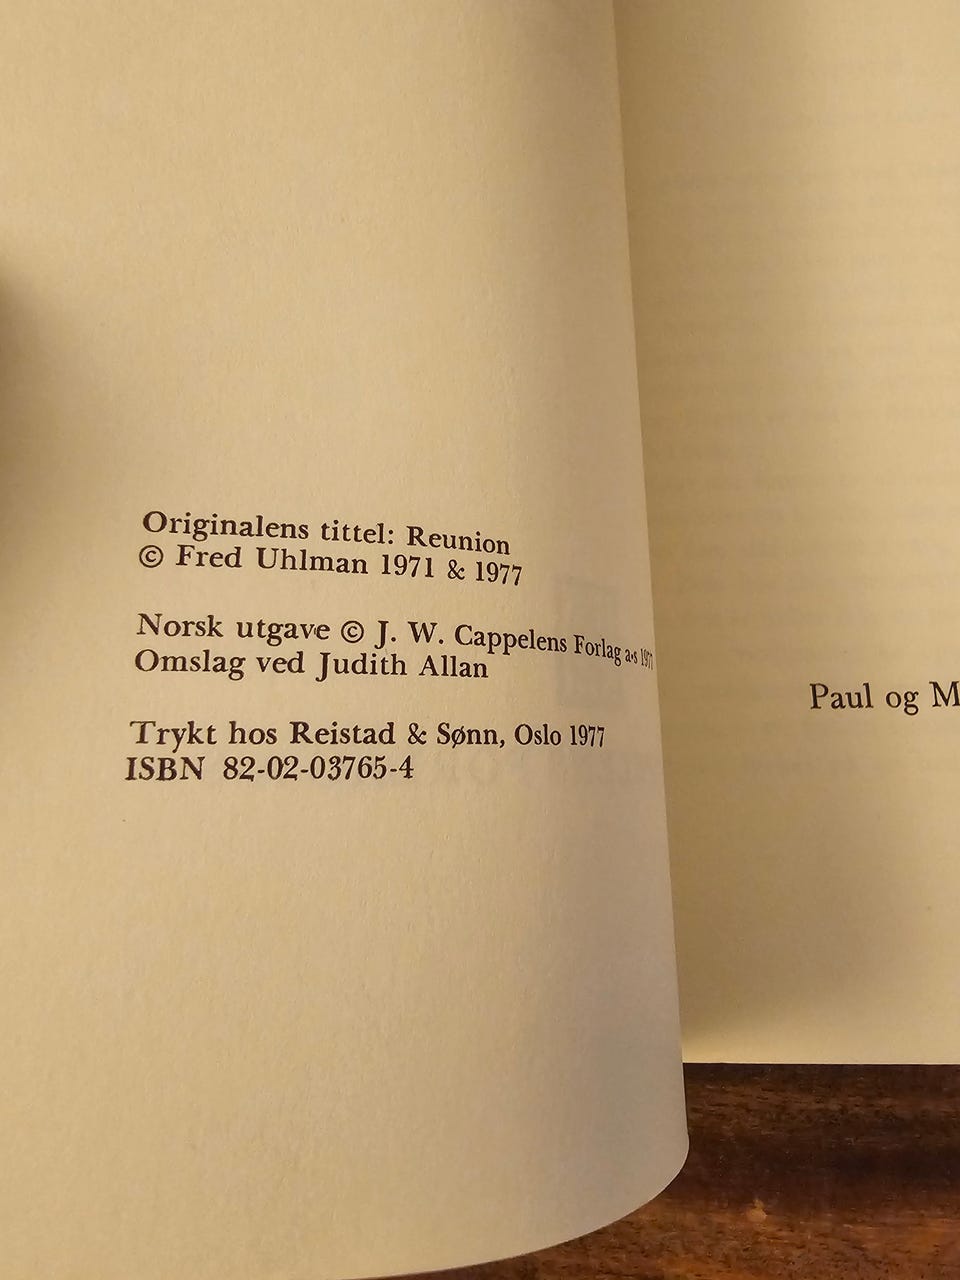 Originalens tittel: Reunion
© Fred Uhlman 1971 & 1977
Norsk utgave © J. W. Cappelens Forlag a·s 1977
Omslag ved Judith Allan
Trykt hos Reistad & Sønn, Oslo 1977
ISBN 82-02-03765-4
Paul og M